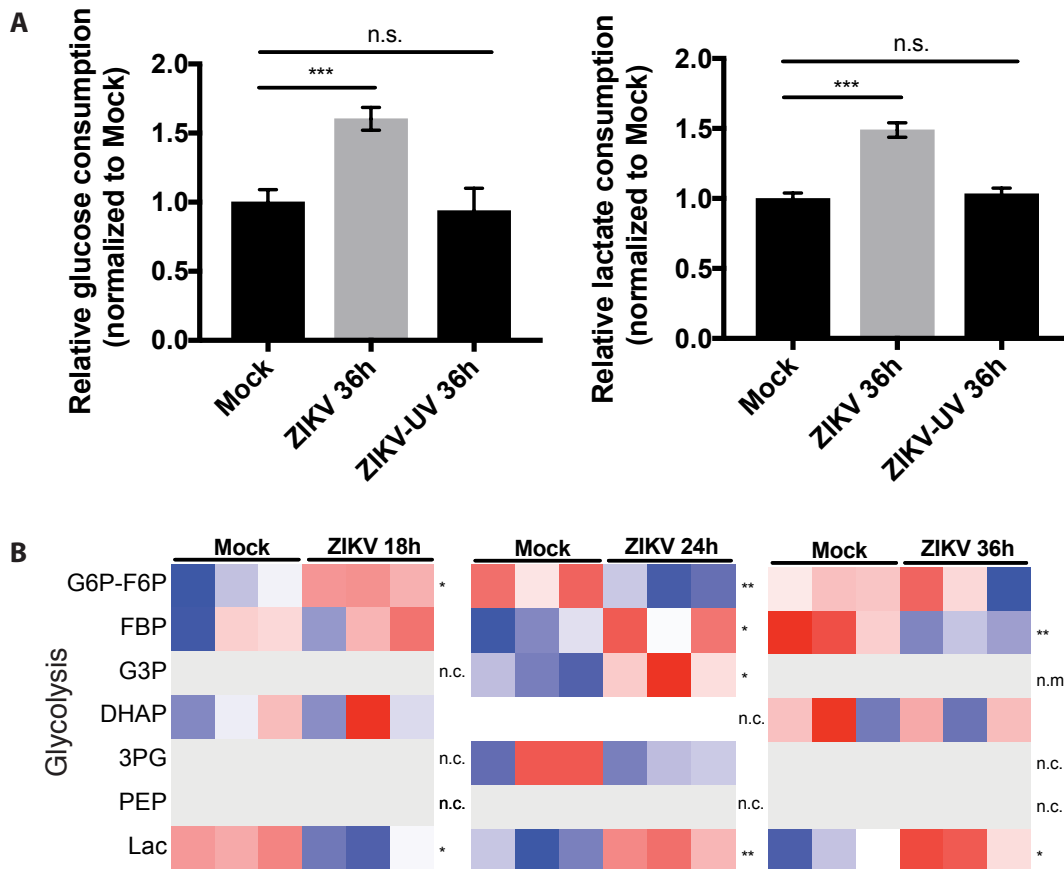 A
Relative glucose consumption
(normalized to Mock)
2.0
1.5
1.0
0.5
0.0
n.s.
***
Mock
ZIKV 36h
ZIKV-UV 36h
Relative lactate consumption
(normalized to Mock)
2.0
1.5
1.0
0.5
0.0
n.s.
***
Mock
ZIKV 36h
ZIKV-UV 36h
B
Mock ZIKV 18h Mock ZIKV 24h Mock ZIKV 36h
Glycolysis
G6P-F6P * **
FBP * **
G3P n.c. * n.m
DHAP n.c.
3PG n.c. n.c.
PEP n.c. n.c. n.c.
Lac * ** *